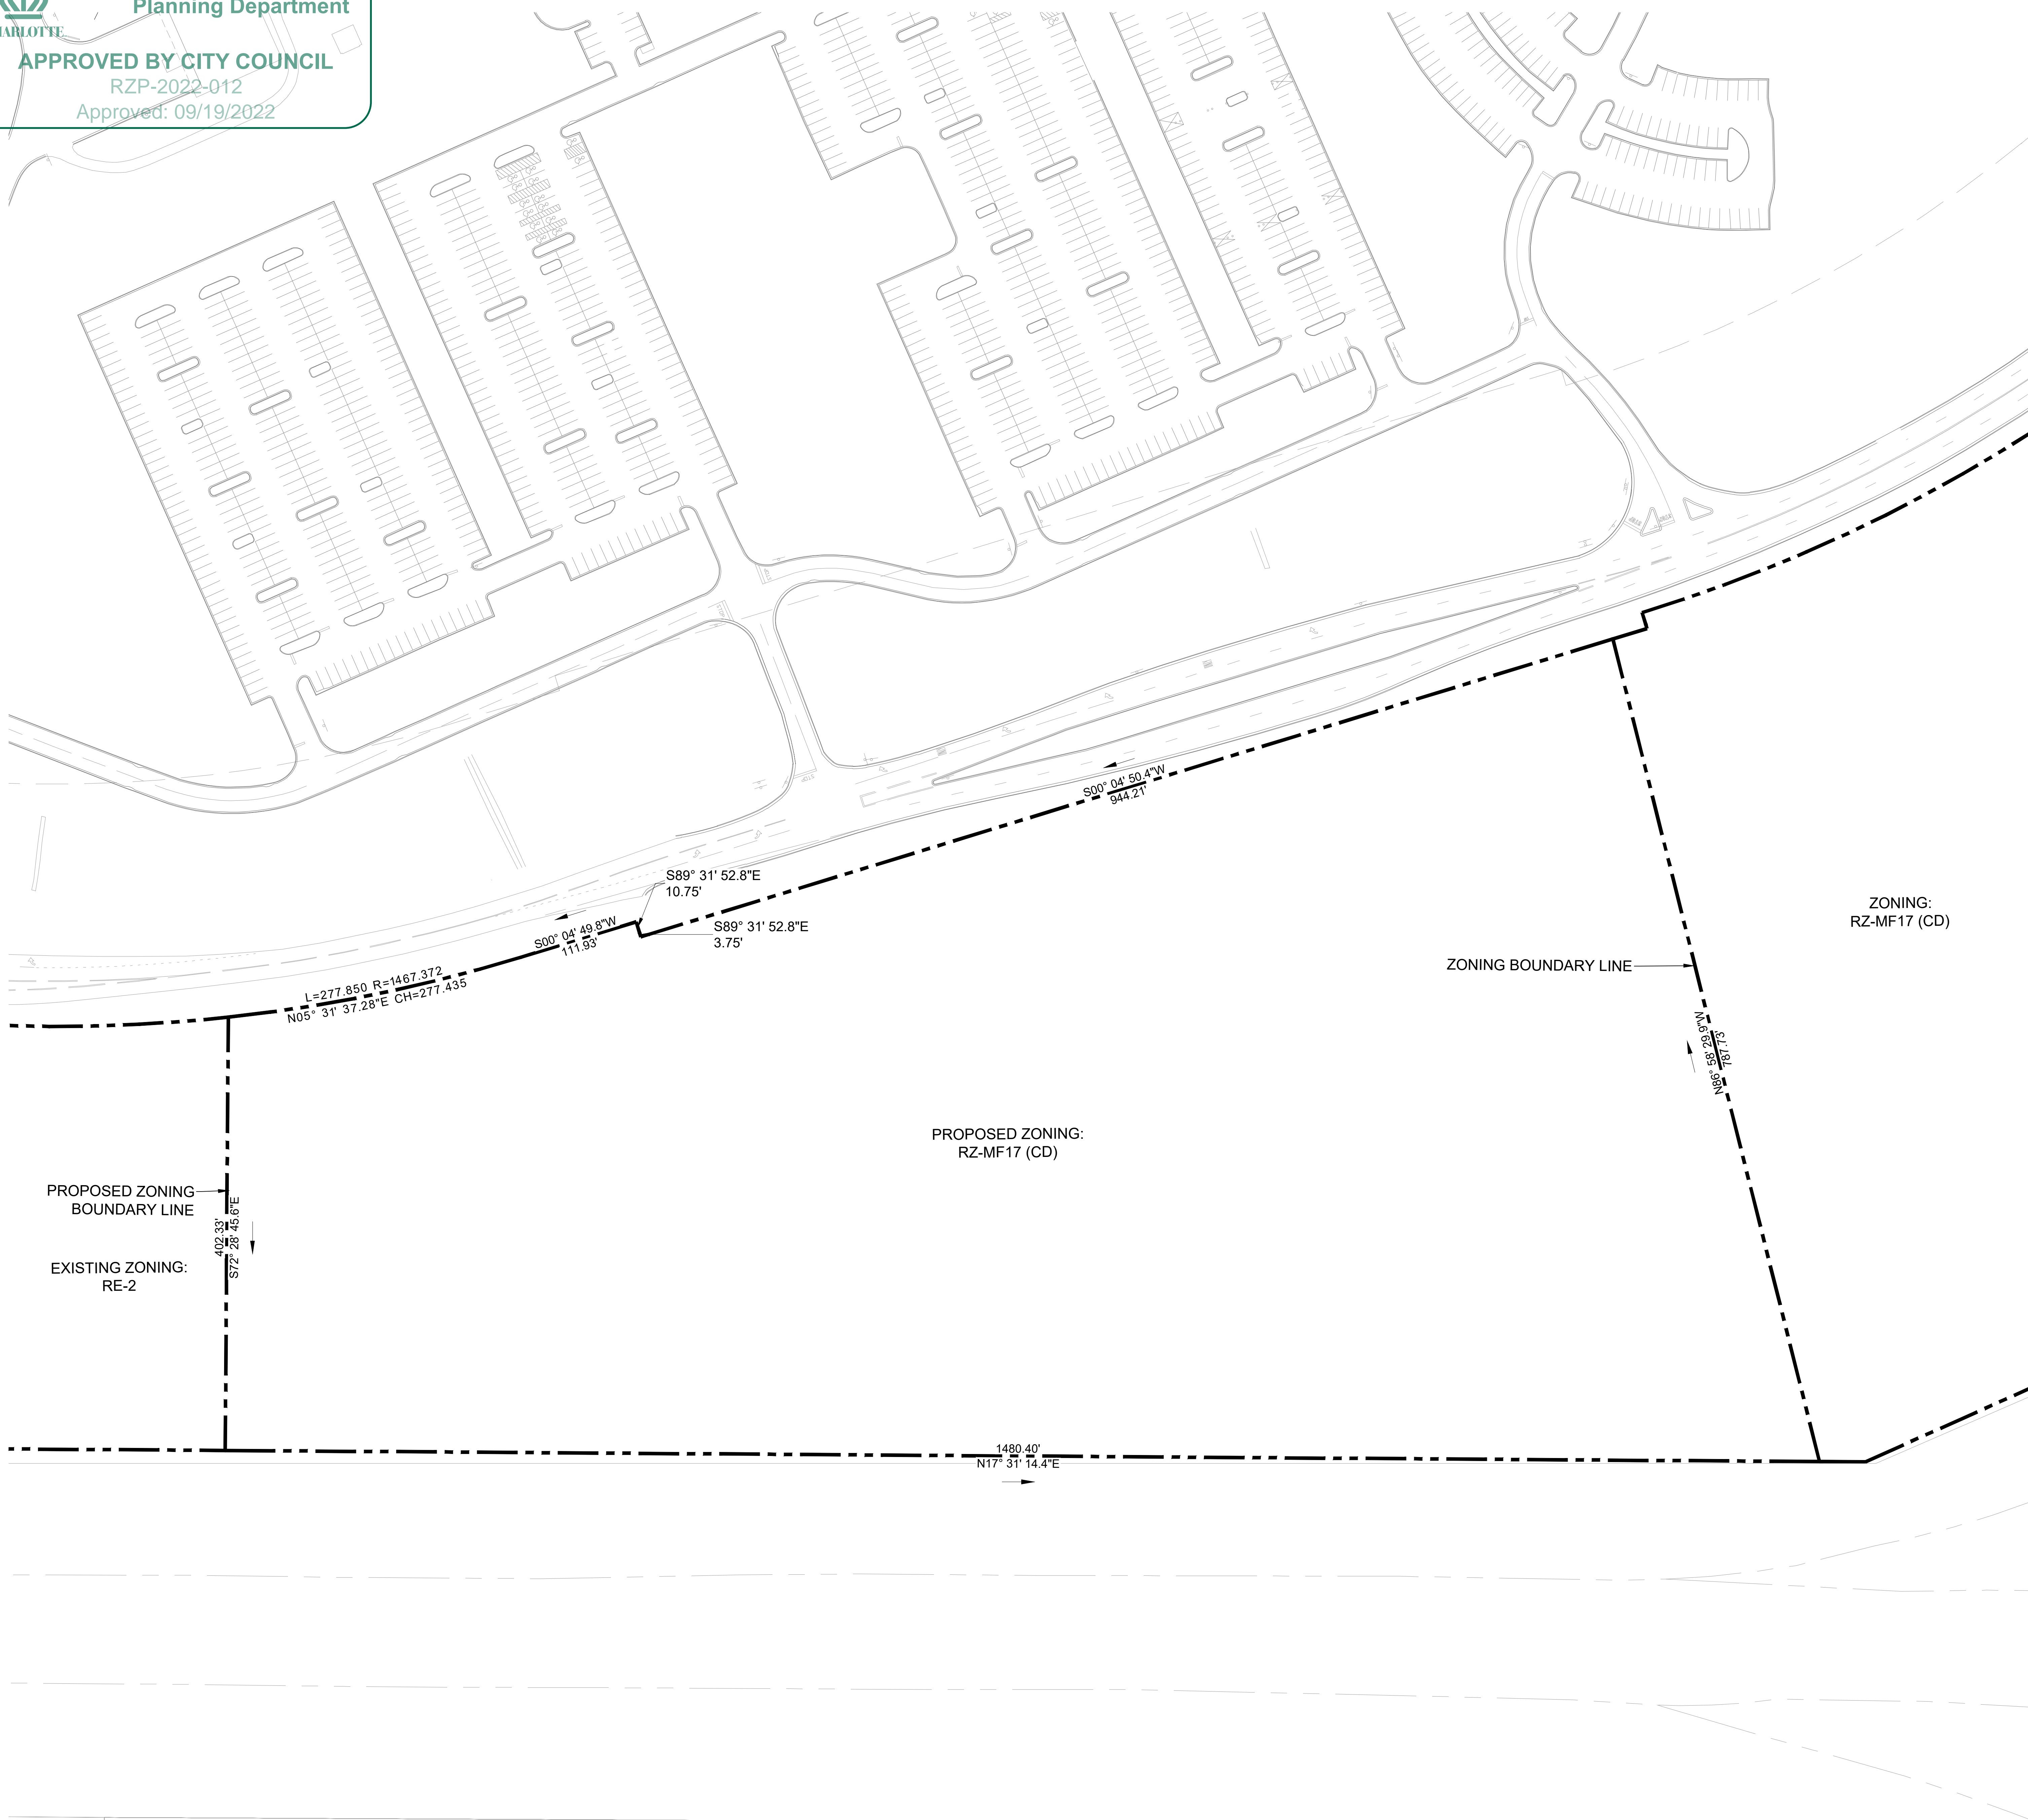 Planning Department
APPROVED BY CITY COUNCIL
RZP-2022-012
Approved: 09/19/2022
S00° 04' 50.4"W
944.21'
S89° 31' 52.8"E
10.75'
S89° 31' 52.8"E
3.75'
S00° 04' 49.8"W
111.93'
L=277.850 R=1467.372
N05° 31' 37.28"E CH=277.435
ZONING:
RZ-MF17 (CD)
ZONING BOUNDARY LINE
N86° 58' 29.9"W
787.73'
PROPOSED ZONING:
RZ-MF17 (CD)
PROPOSED ZONING
BOUNDARY LINE
402.33'
S72° 28' 45.6"E
EXISTING ZONING:
RE-2
1480.40'
N17° 31' 14.4"E